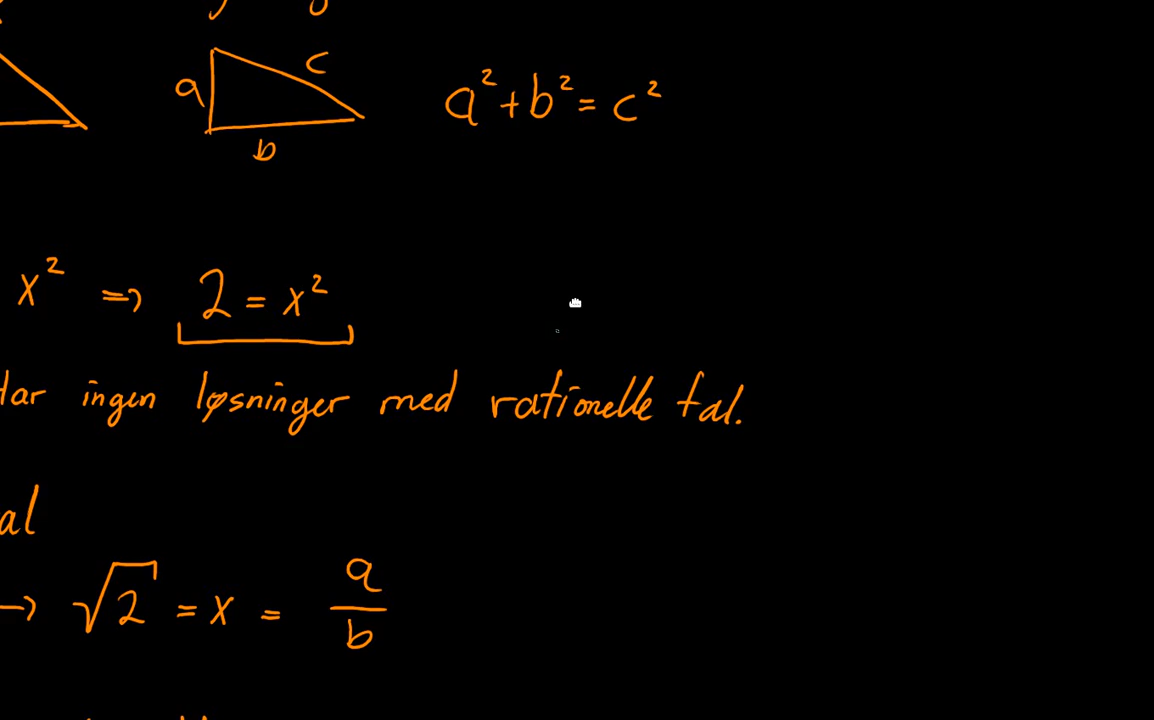 c
a
a² + b² = c²
b
x² ⇒ 2 = x²
Har ingen løsninger med rationelle tal.
al
→ √2 = x = a/b